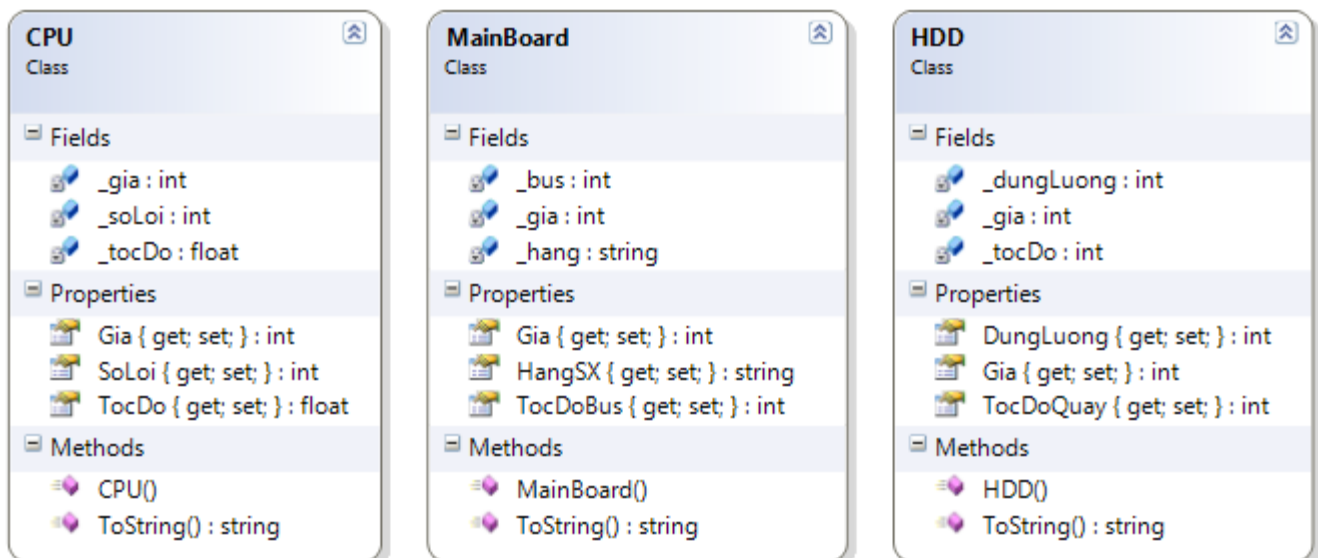 CPU
Class
Fields
_gia : int
_soLoi : int
_tocDo : float
Properties
Gia { get; set; } : int
SoLoi { get; set; } : int
TocDo { get; set; } : float
Methods
CPU()
ToString() : string
MainBoard
Class
Fields
_bus : int
_gia : int
_hang : string
Properties
Gia { get; set; } : int
HangSX { get; set; } : string
TocDoBus { get; set; } : int
Methods
MainBoard()
ToString() : string
HDD
Class
Fields
_dungLuong : int
_gia : int
_tocDo : int
Properties
DungLuong { get; set; } : int
Gia { get; set; } : int
TocDoQuay { get; set; } : int
Methods
HDD()
ToString() : string